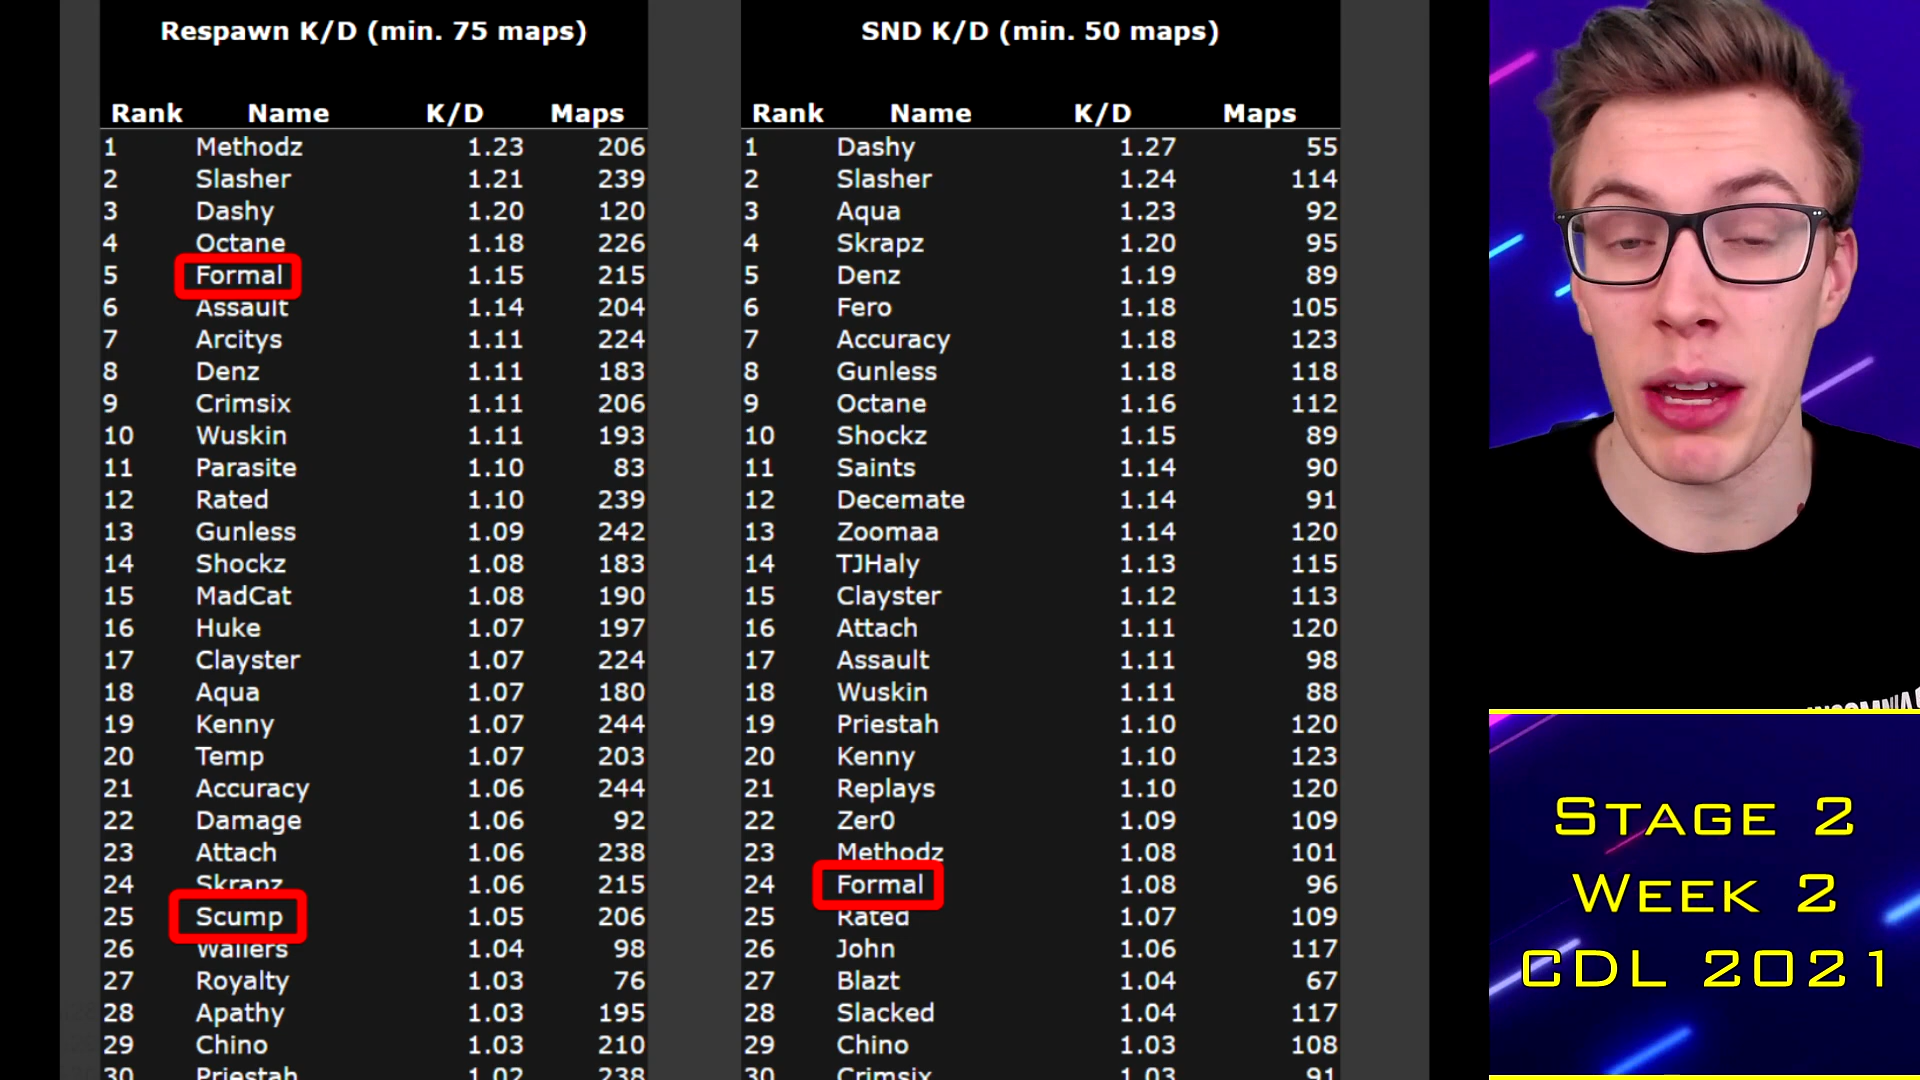 Respawn K/D (min. 75 maps)
Rank Name K/D Maps
1 Methodz 1.23 206
2 Slasher 1.21 239
3 Dashy 1.20 120
4 Octane 1.18 226
5 Formal 1.15 215
6 Assault 1.14 204
7 Arcitys 1.11 224
8 Denz 1.11 183
9 Crimsix 1.11 206
10 Wuskin 1.11 193
11 Parasite 1.10 83
12 Rated 1.10 239
13 Gunless 1.09 242
14 Shockz 1.08 183
15 MadCat 1.08 190
16 Huke 1.07 197
17 Clayster 1.07 224
18 Aqua 1.07 180
19 Kenny 1.07 244
20 Temp 1.07 203
21 Accuracy 1.06 244
22 Damage 1.06 92
23 Attach 1.06 238
24 Skrapz 1.06 215
25 Scump 1.05 206
26 Wailers 1.04 98
27 Royalty 1.03 76
28 Apathy 1.03 195
29 Chino 1.03 210
30 Priestah 1.02 238
SND K/D (min. 50 maps)
Rank Name K/D Maps
1 Dashy 1.27 55
2 Slasher 1.24 114
3 Aqua 1.23 92
4 Skrapz 1.20 95
5 Denz 1.19 89
6 Fero 1.18 105
7 Accuracy 1.18 123
8 Gunless 1.18 118
9 Octane 1.16 112
10 Shockz 1.15 89
11 Saints 1.14 90
12 Decemate 1.14 91
13 Zoomaa 1.14 120
14 TJHaly 1.13 115
15 Clayster 1.12 113
16 Attach 1.11 120
17 Assault 1.11 98
18 Wuskin 1.11 88
19 Priestah 1.10 120
20 Kenny 1.10 123
21 Replays 1.10 120
22 Zer0 1.09 109
23 Methodz 1.08 101
24 Formal 1.08 96
25 Rated 1.07 109
26 John 1.06 117
27 Blazt 1.04 67
28 Slacked 1.04 117
29 Chino 1.03 108
30 Crimsix 1.03 91
STAGE 2
WEEK 2
CDL 2021